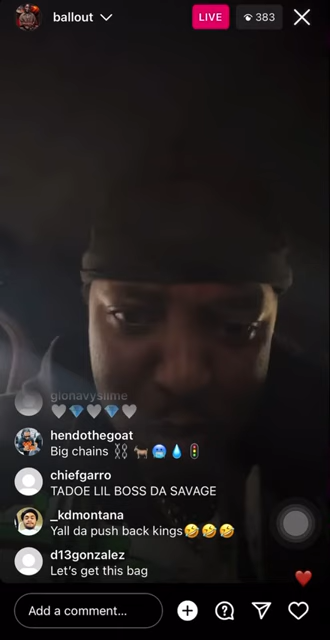 ballout
LIVE
383
glonavyslime
hendothegoat
Big chains
chiefgarro
TADOE LIL BOSS DA SAVAGE
_kdmontana
Yall da push back kings
d13gonzalez
Let's get this bag
Add a comment...